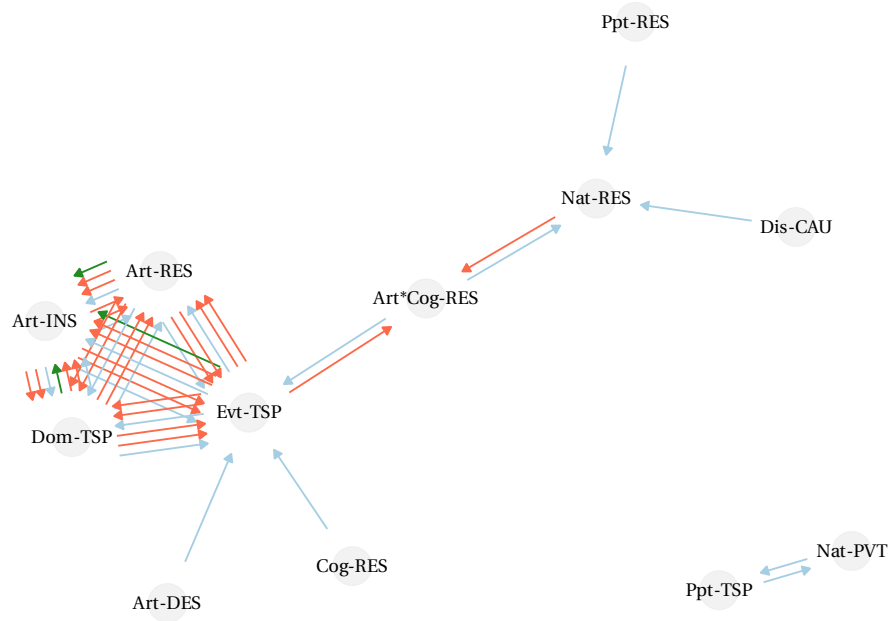 Ppt-RES
Nat-RES
Dis-CAU
Art-RES
Art*Cog-RES
Art-INS
Evt-TSP
Dom-TSP
Nat-PVT
Cog-RES
Ppt-TSP
Art-DES